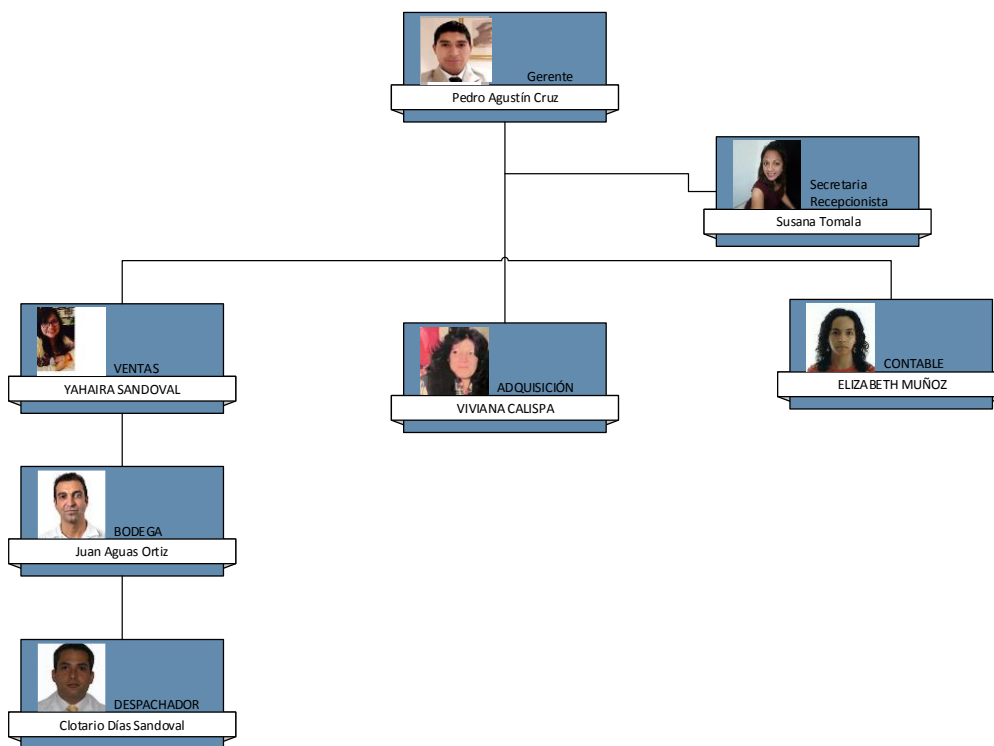 Gerente
Pedro Agustín Cruz
Secretaria
Recepcionista
Susana Tomala
VENTAS
YAHAIRA SANDOVAL
ADQUISICIÓN
VIVIANA CALISPA
CONTABLE
ELIZABETH MUÑOZ
BODEGA
Juan Aguas Ortiz
DESPACHADOR
Clotario Días Sandoval